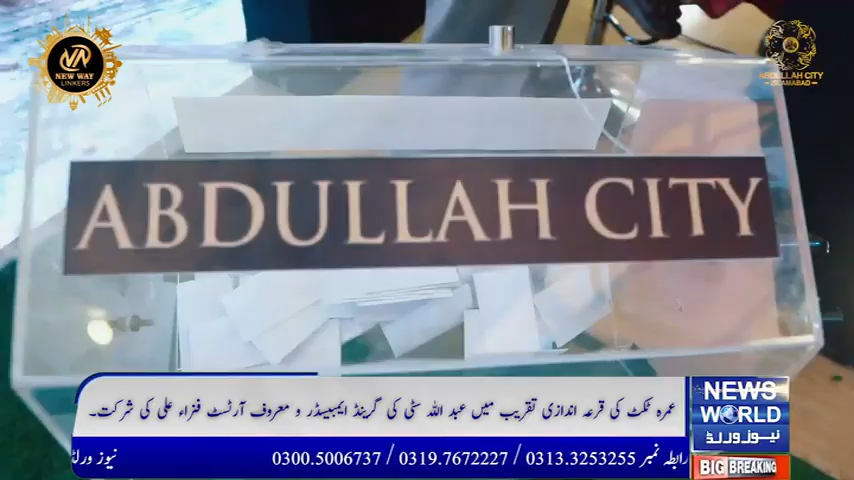 NEW WAY
LINKERS
ABDULLAH CITY
ISLAMABAD
ABDULLAH CITY
عمرہ ٹکٹ کی قرعہ اندازی تقریب میں عبد اللہ سٹی کی گرینڈ ایمبیسڈر و معروف آرٹسٹ فنراء علی کی شرکت۔
NEWS
WORLD
نیوز ورلڈ
BIG BREAKING
رابطہ نمبر 0300.5006737 / 0319.7672227 / 0313.3253255
نیوز ورلڈ